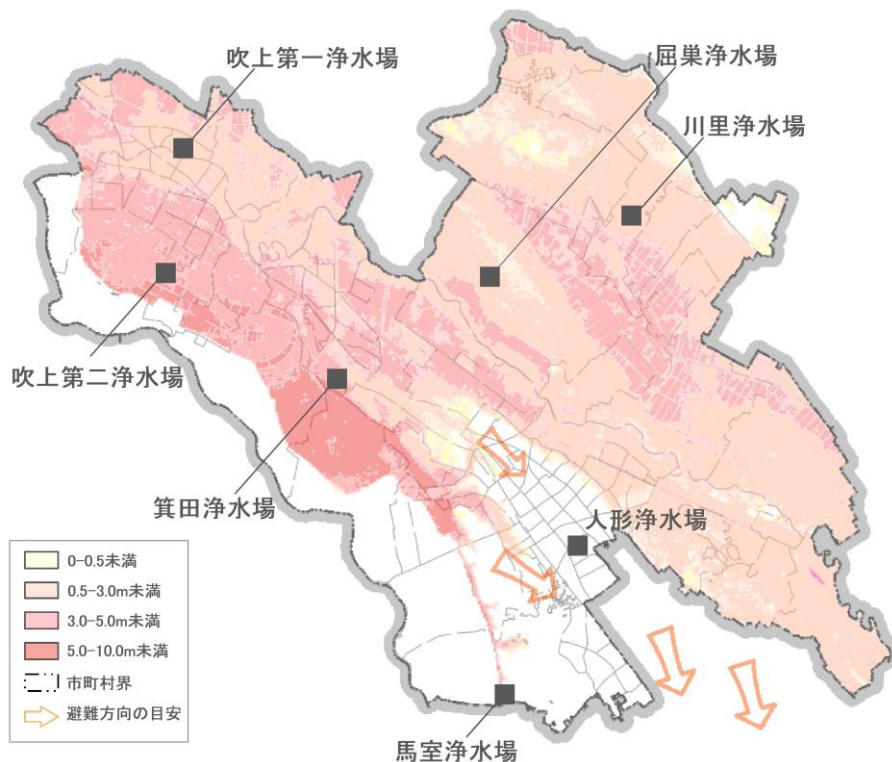 吹上第一浄水場
屈巣浄水場
川里浄水場
吹上第二浄水場
箕田浄水場
人形浄水場
馬室浄水場
0-0.5未満
0.5-3.0m未満
3.0-5.0m未満
5.0-10.0m未満
市町村界
避難方向の目安